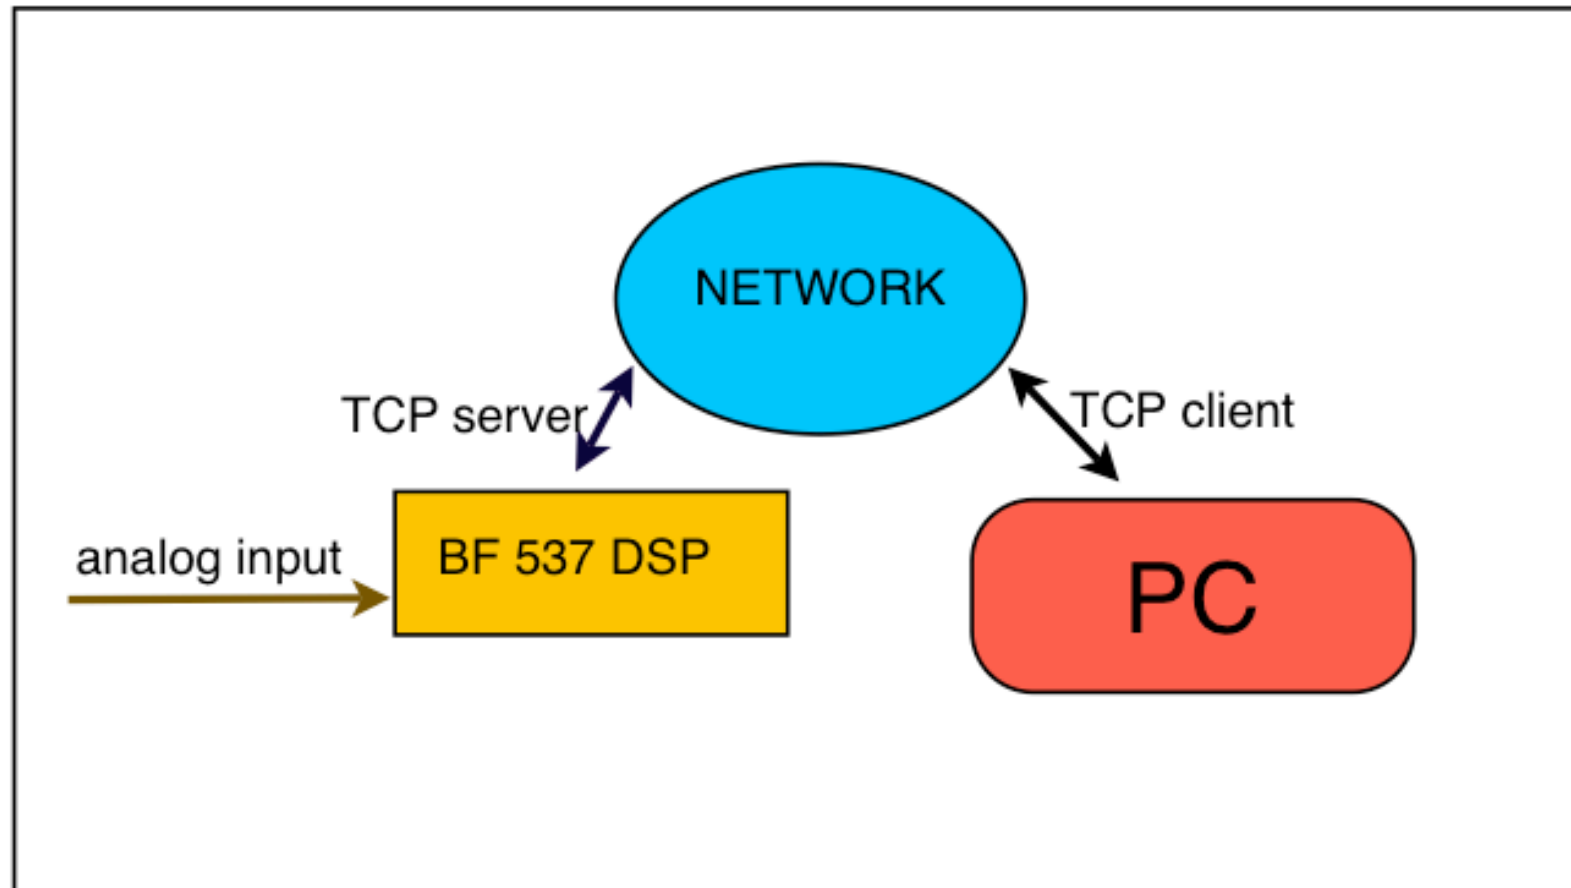 NETWORK
TCP server
TCP client
analog input
BF 537 DSP
PC